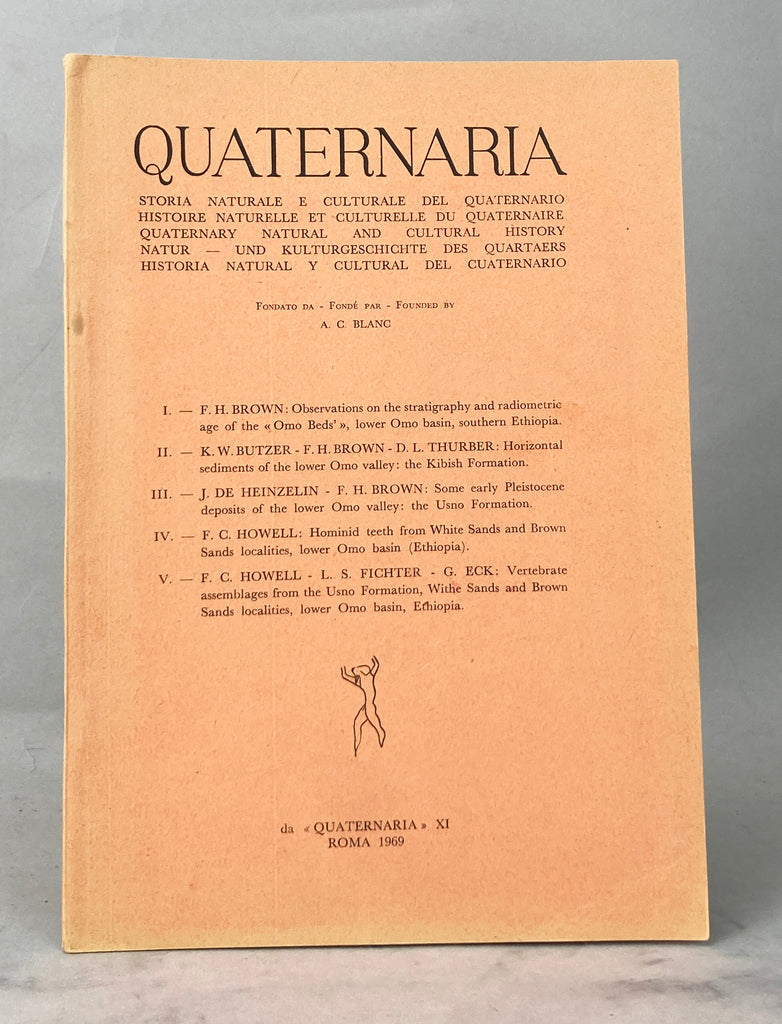 QUATERNARIA
STORIA NATURALE E CULTURALE DEL QUATERNARIO
HISTOIRE NATURELLE ET CULTURELLE DU QUATERNAIRE
QUATERNARY NATURAL AND CULTURAL HISTORY
NATUR — UND KULTURGESCHICHTE DES QUARTAERS
HISTORIA NATURAL Y CULTURAL DEL CUATERNARIO
Fondato da - Fondé par - Founded by
A. C. BLANC
I. — F. H. BROWN: Observations on the stratigraphy and radiometric
age of the « Omo Beds' », lower Omo basin, southern Ethiopia.
II. — K. W. BUTZER - F. H. BROWN - D. L. THURBER: Horizontal
sediments of the lower Omo valley: the Kibish Formation.
III. — J. DE HEINZELIN - F. H. BROWN: Some early Pleistocene
deposits of the lower Omo valley: the Usno Formation.
IV. — F. C. HOWELL: Hominid teeth from White Sands and Brown
Sands localities, lower Omo basin (Ethiopia).
V. — F. C. HOWELL - L. S. FICHTER - G. ECK: Vertebrate
assemblages from the Usno Formation, Withe Sands and Brown
Sands localities, lower Omo basin, Ethiopia.
da « QUATERNARIA » XI
ROMA 1969